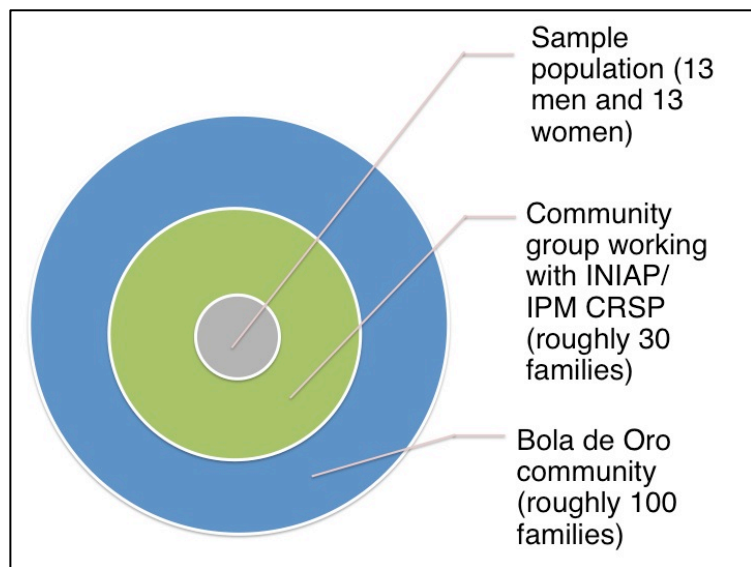 Sample
population (13
men and 13
women)
Community
group working
with INIAP/
IPM CRSP
(roughly 30
families)
Bola de Oro
community
(roughly 100
families)